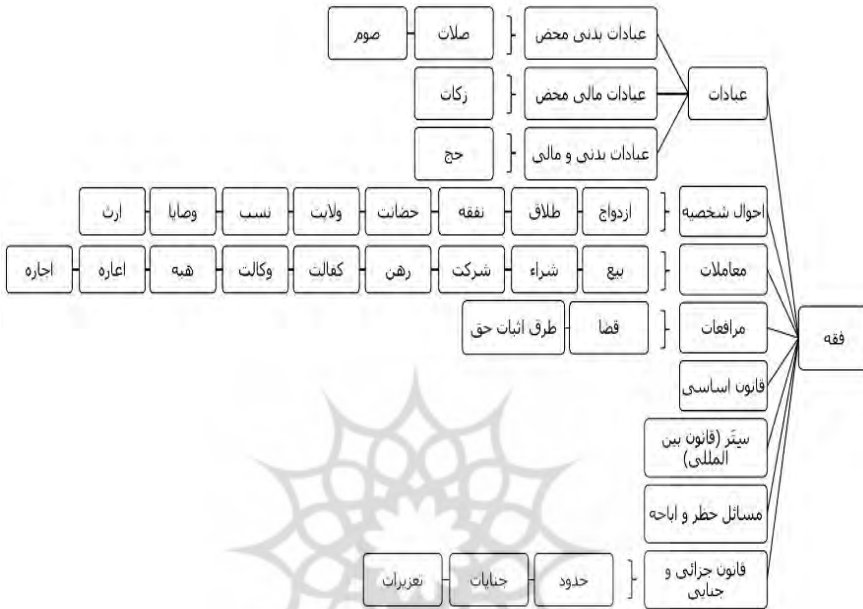 فقه
عبادات
عبادات بدنی محض
صلات
صوم
عبادات مالی محض
زکات
عبادات بدنی و مالی
حج
احوال شخصیه
ازدواج
طلاق
نفقه
حضانت
ولایت
نسب
وصایا
ارث
معاملات
بیع
شراء
شرکت
رهن
کفالت
وکالت
هبه
اعاره
اجاره
مرافعات
قضا
طرق اثبات حق
قانون اساسی
سیَر (قانون بین
المللی)
مسائل حظر و اباحه
قانون جزائی و
جنایی
حدود
جنایات
تعزیرات